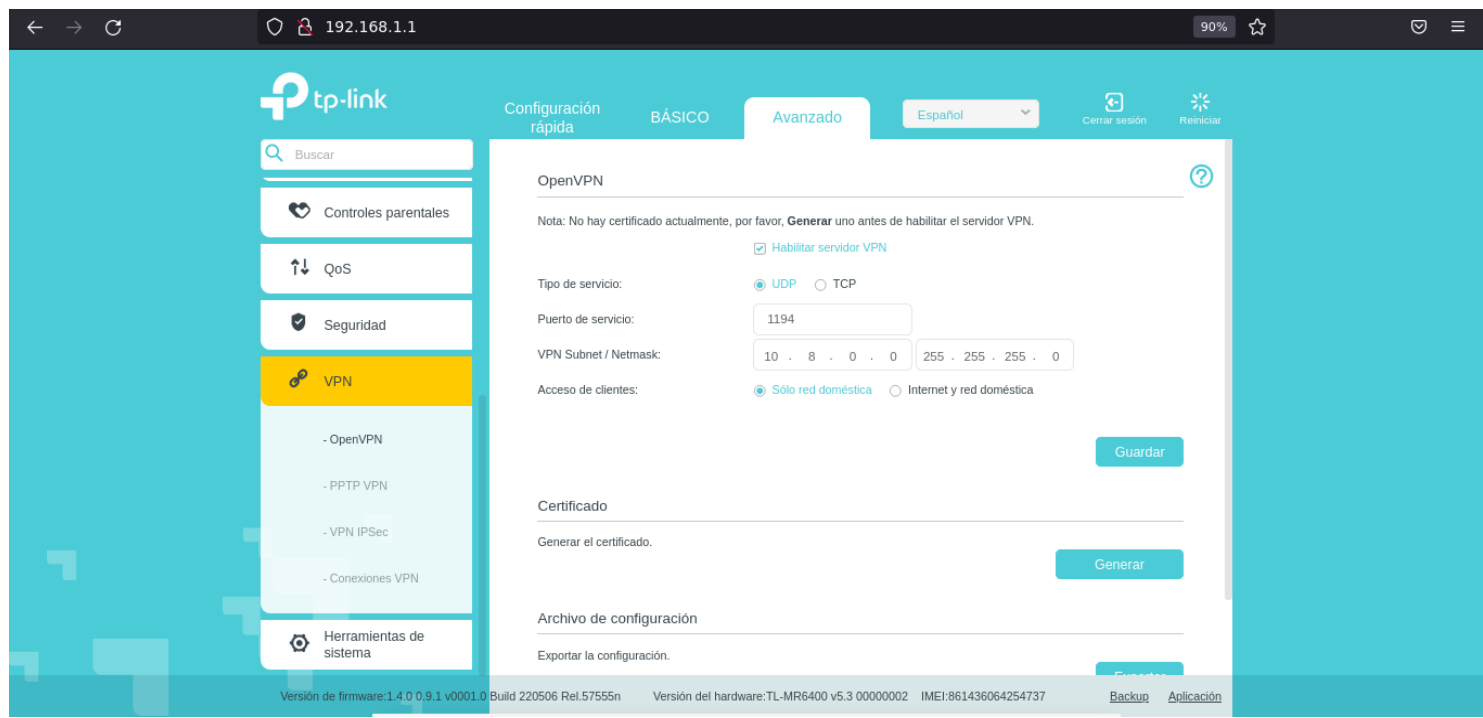 192.168.1.1
90%
tp-link
Configuración
rápida
BÁSICO
Avanzado
Español
Cerrar sesión
Reiniciar
Buscar
Controles parentales
QoS
Seguridad
VPN
- OpenVPN
- PPTP VPN
- VPN IPSec
- Conexiones VPN
Herramientas de
sistema
OpenVPN
Nota: No hay certificado actualmente, por favor, Generar uno antes de habilitar el servidor VPN.
Habilitar servidor VPN
Tipo de servicio: UDP TCP
Puerto de servicio: 1194
VPN Subnet / Netmask: 10 . 8 . 0 . 0 255 . 255 . 255 . 0
Acceso de clientes: Sólo red doméstica Internet y red doméstica
Guardar
Certificado
Generar el certificado.
Generar
Archivo de configuración
Exportar la configuración.
Exportar
Versión de firmware:1.4.0 0.9.1 v0001.0 Build 220506 Rel.57555n Versión del hardware:TL-MR6400 v5.3 00000002 IMEI:861436064254737 Backup Aplicación